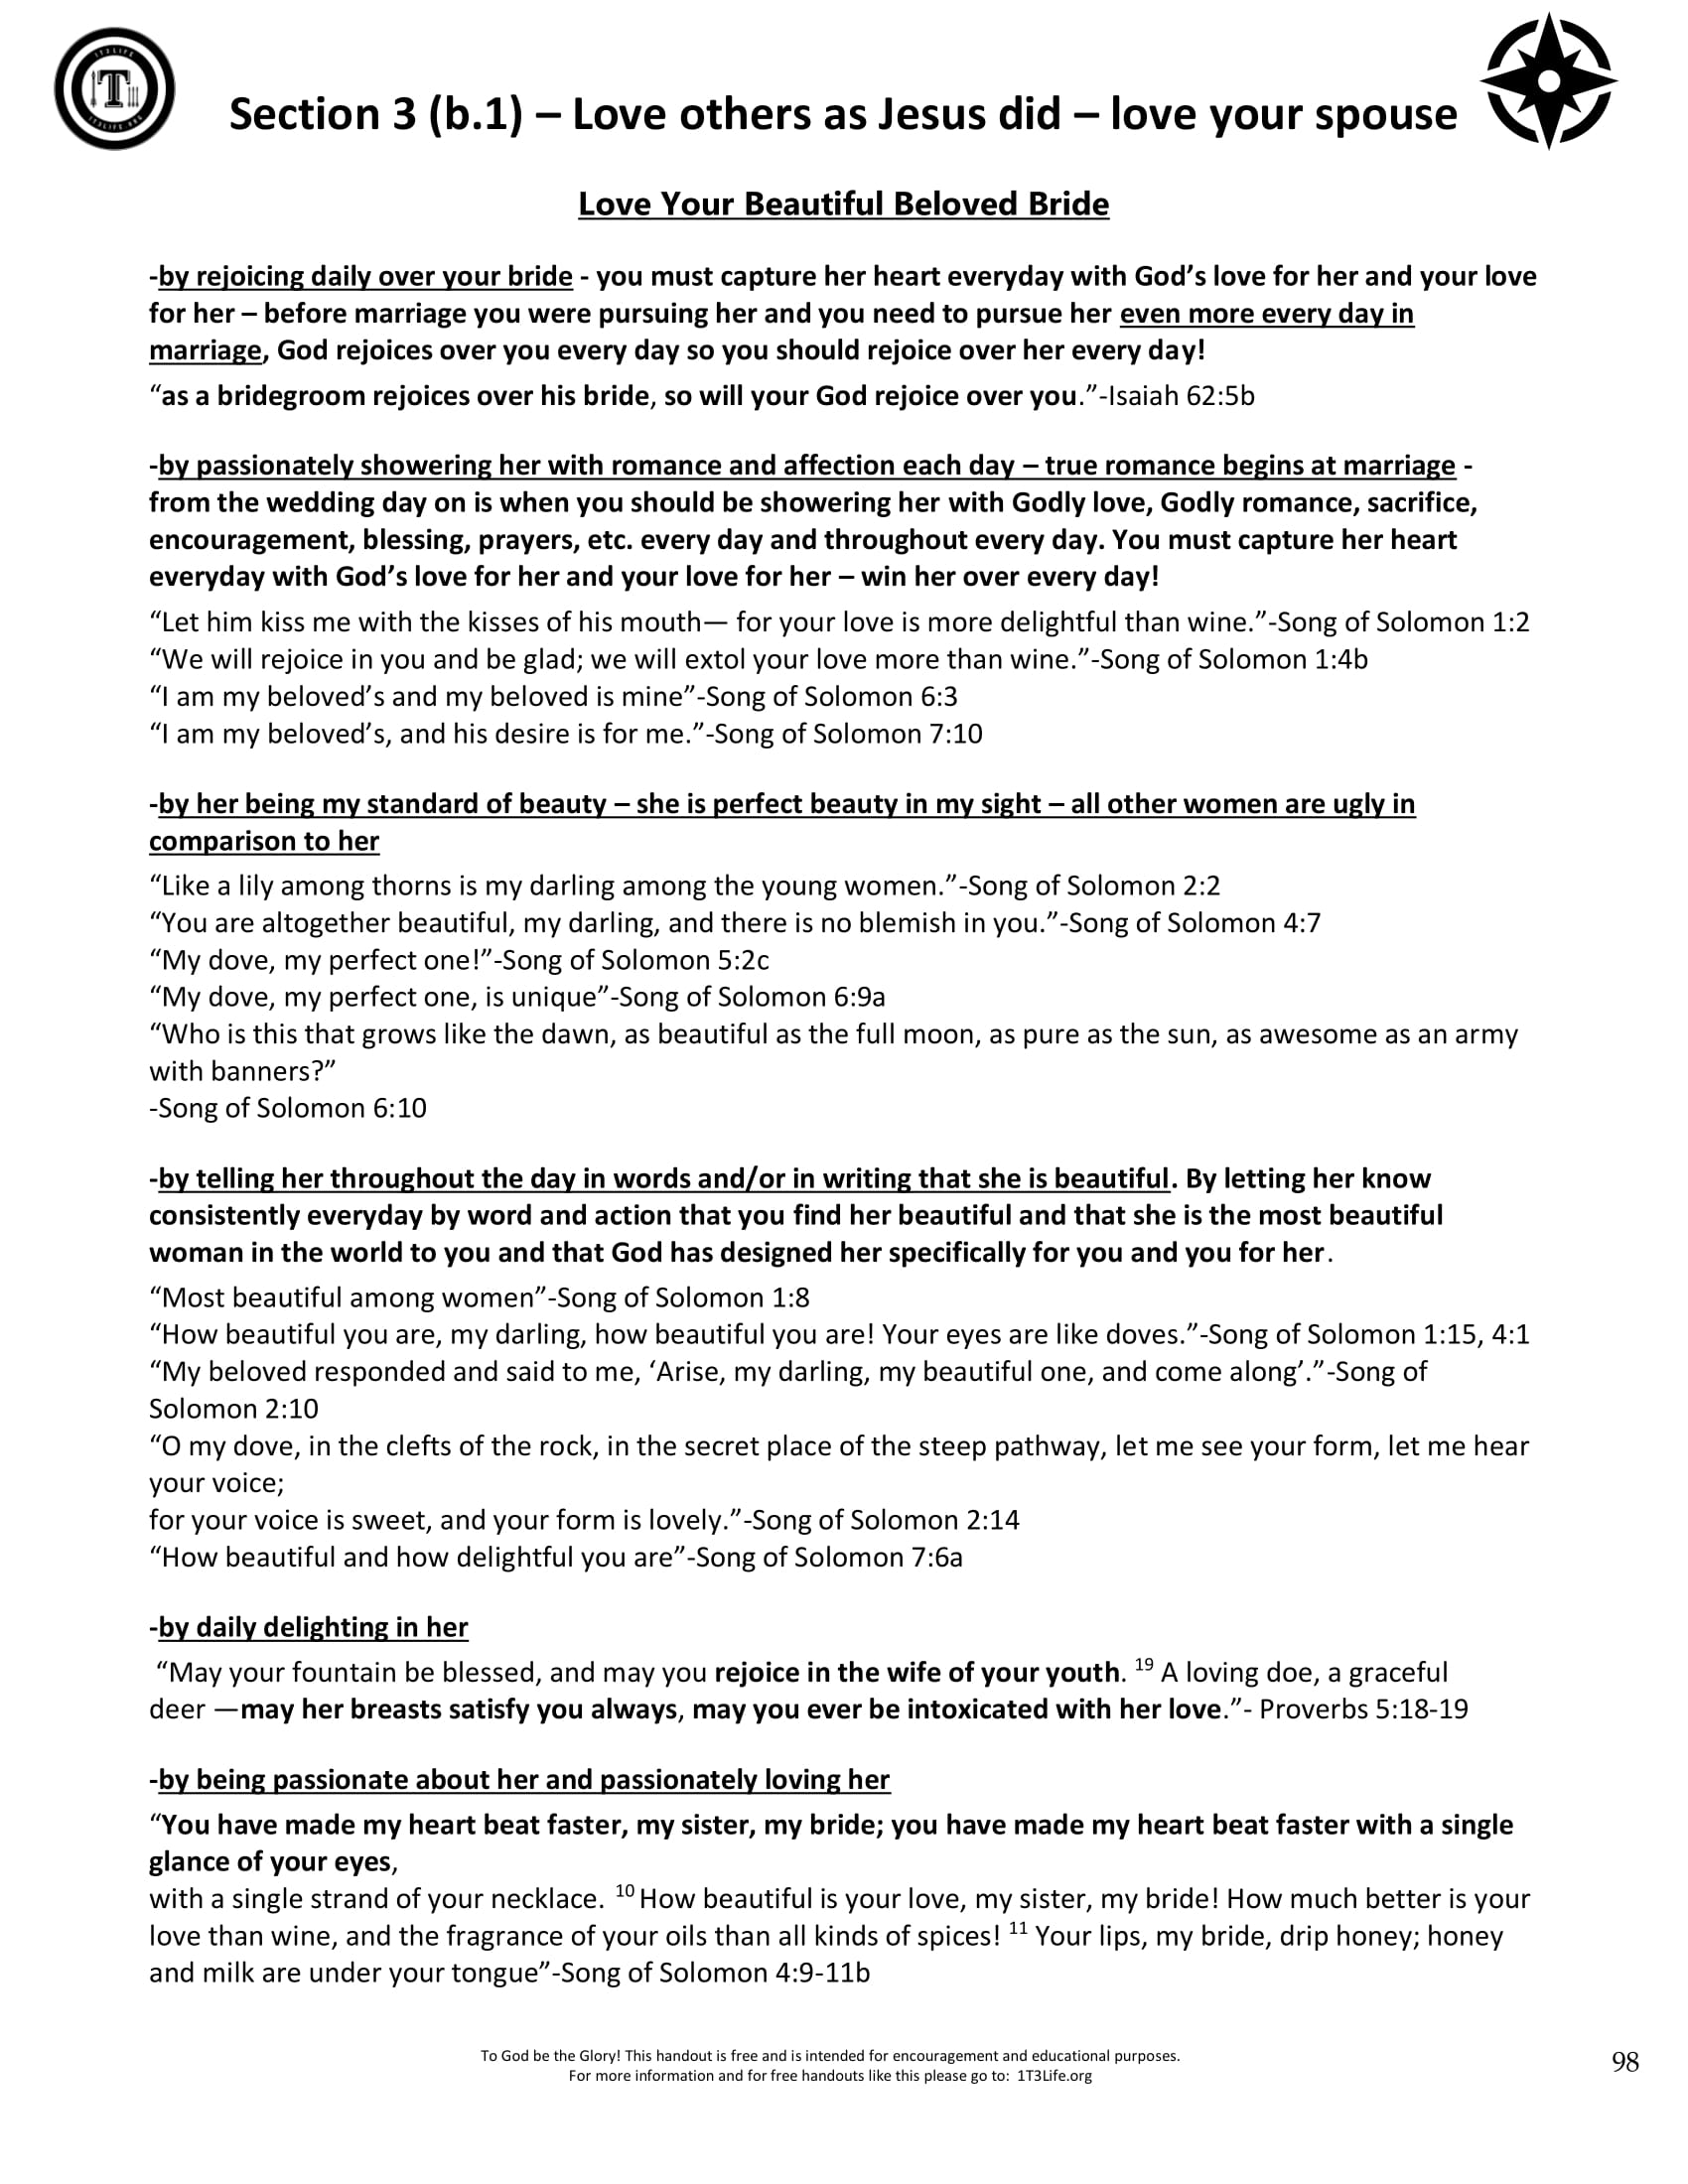 1T3LIFE
T
1T3LIFE.ORG
Section 3 (b.1) – Love others as Jesus did – love your spouse
Love Your Beautiful Beloved Bride
-by rejoicing daily over your bride - you must capture her heart everyday with God’s love for her and your love
for her – before marriage you were pursuing her and you need to pursue her even more every day in
marriage, God rejoices over you every day so you should rejoice over her every day!
“as a bridegroom rejoices over his bride, so will your God rejoice over you.”-Isaiah 62:5b
-by passionately showering her with romance and affection each day – true romance begins at marriage -
from the wedding day on is when you should be showering her with Godly love, Godly romance, sacrifice,
encouragement, blessing, prayers, etc. every day and throughout every day. You must capture her heart
everyday with God’s love for her and your love for her – win her over every day!
“Let him kiss me with the kisses of his mouth— for your love is more delightful than wine.”-Song of Solomon 1:2
“We will rejoice in you and be glad; we will extol your love more than wine.”-Song of Solomon 1:4b
“I am my beloved’s and my beloved is mine”-Song of Solomon 6:3
“I am my beloved’s, and his desire is for me.”-Song of Solomon 7:10
-by her being my standard of beauty – she is perfect beauty in my sight – all other women are ugly in
comparison to her
“Like a lily among thorns is my darling among the young women.”-Song of Solomon 2:2
“You are altogether beautiful, my darling, and there is no blemish in you.”-Song of Solomon 4:7
“My dove, my perfect one!”-Song of Solomon 5:2c
“My dove, my perfect one, is unique”-Song of Solomon 6:9a
“Who is this that grows like the dawn, as beautiful as the full moon, as pure as the sun, as awesome as an army
with banners?”
-Song of Solomon 6:10
-by telling her throughout the day in words and/or in writing that she is beautiful. By letting her know
consistently everyday by word and action that you find her beautiful and that she is the most beautiful
woman in the world to you and that God has designed her specifically for you and you for her.
“Most beautiful among women”-Song of Solomon 1:8
“How beautiful you are, my darling, how beautiful you are! Your eyes are like doves.”-Song of Solomon 1:15, 4:1
“My beloved responded and said to me, ‘Arise, my darling, my beautiful one, and come along’.”-Song of
Solomon 2:10
“O my dove, in the clefts of the rock, in the secret place of the steep pathway, let me see your form, let me hear
your voice;
for your voice is sweet, and your form is lovely.”-Song of Solomon 2:14
“How beautiful and how delightful you are”-Song of Solomon 7:6a
-by daily delighting in her
“May your fountain be blessed, and may you rejoice in the wife of your youth. 19 A loving doe, a graceful
deer —may her breasts satisfy you always, may you ever be intoxicated with her love.”- Proverbs 5:18-19
-by being passionate about her and passionately loving her
“You have made my heart beat faster, my sister, my bride; you have made my heart beat faster with a single
glance of your eyes,
with a single strand of your necklace. 10 How beautiful is your love, my sister, my bride! How much better is your
love than wine, and the fragrance of your oils than all kinds of spices! 11 Your lips, my bride, drip honey; honey
and milk are under your tongue”-Song of Solomon 4:9-11b
To God be the Glory! This handout is free and is intended for encouragement and educational purposes.
For more information and for free handouts like this please go to: 1T3Life.org
98